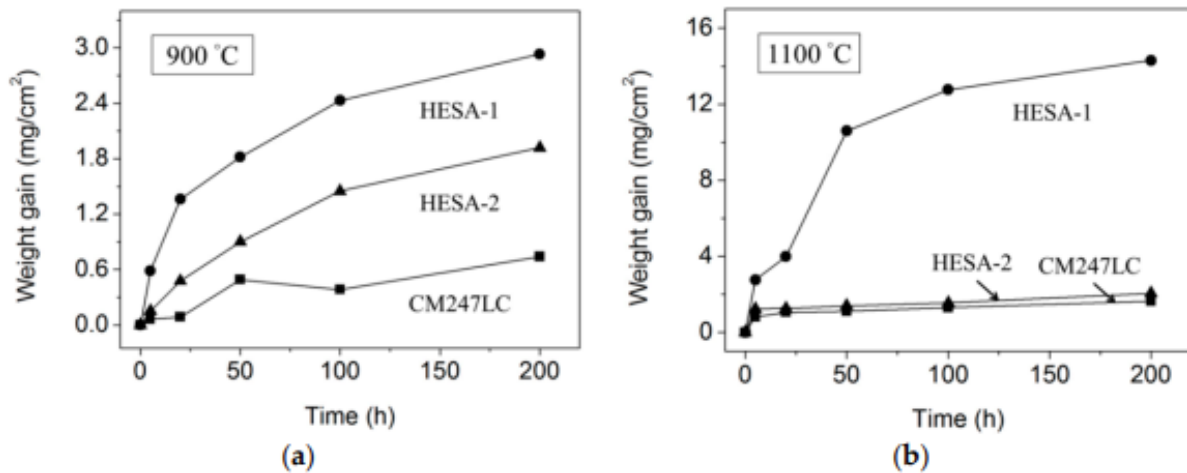 900 °C
Weight gain (mg/cm²)
3.0
2.4
1.8
1.2
0.6
0.0
HESA-1
HESA-2
CM247LC
0 50 100 150 200
Time (h)
(a)
1100 °C
Weight gain (mg/cm²)
16
12
8
4
0
HESA-1
HESA-2 CM247LC
0 50 100 150 200
Time (h)
(b)